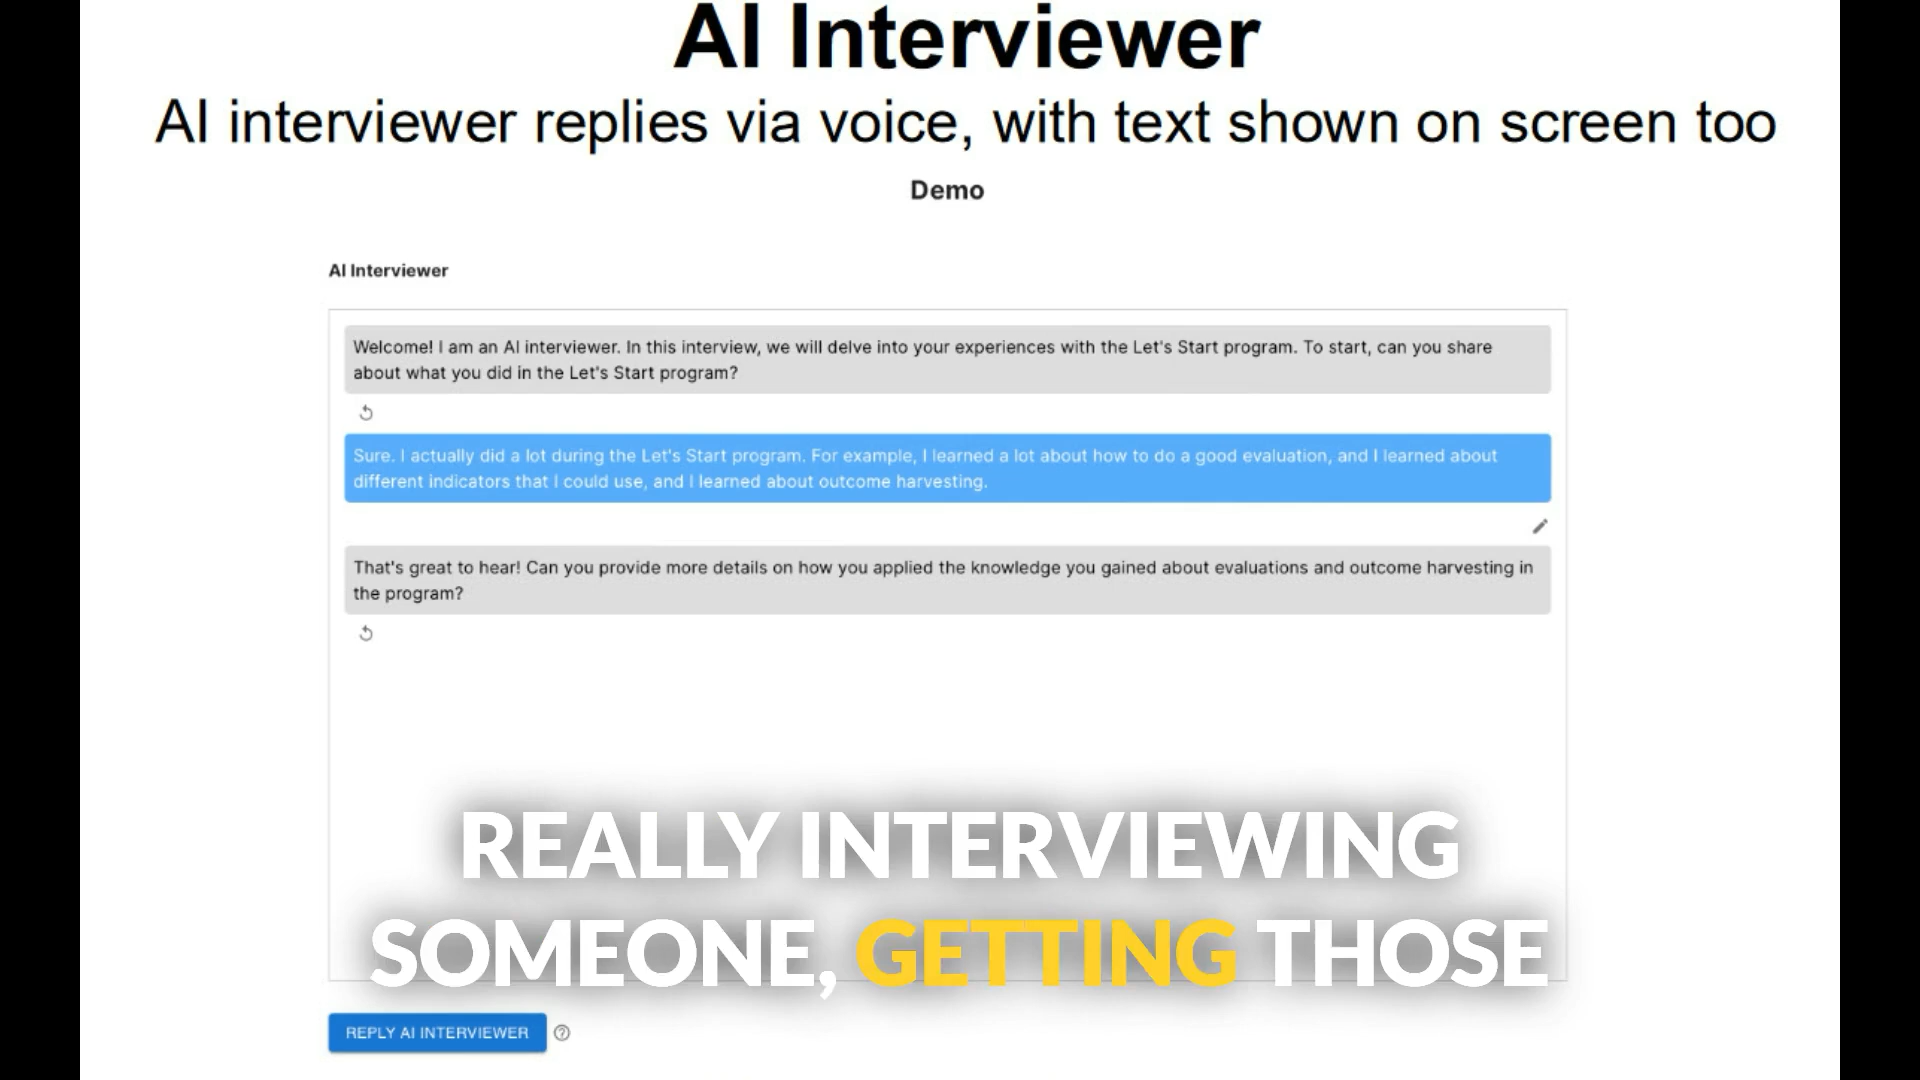 AI Interviewer
AI interviewer replies via voice, with text shown on screen too
Demo
AI Interviewer
Welcome! I am an AI interviewer. In this interview, we will delve into your experiences with the Let's Start program. To start, can you share
about what you did in the Let's Start program?
Sure. I actually did a lot during the Let's Start program. For example, I learned a lot about how to do a good evaluation, and I learned about
different indicators that I could use, and I learned about outcome harvesting.
That's great to hear! Can you provide more details on how you applied the knowledge you gained about evaluations and outcome harvesting in
the program?
REALLY INTERVIEWING
SOMEONE, GETTING THOSE
REPLY AI INTERVIEWER